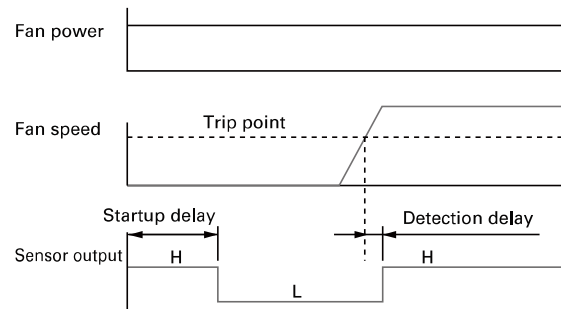 Fan power
Fan speed
Trip point
Startup delay
Detection delay
Sensor output
H
H
L